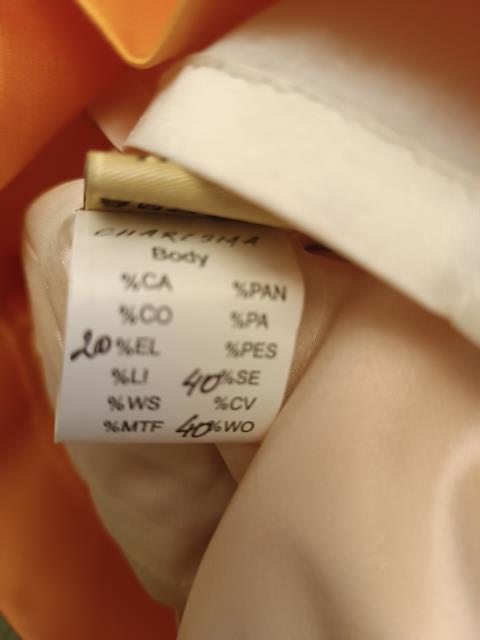 CHARISMA
Body
%CA %PAN
%CO %PA
20 %EL %PES
%LI 40%SE
%WS %CV
%MTF 40%WO